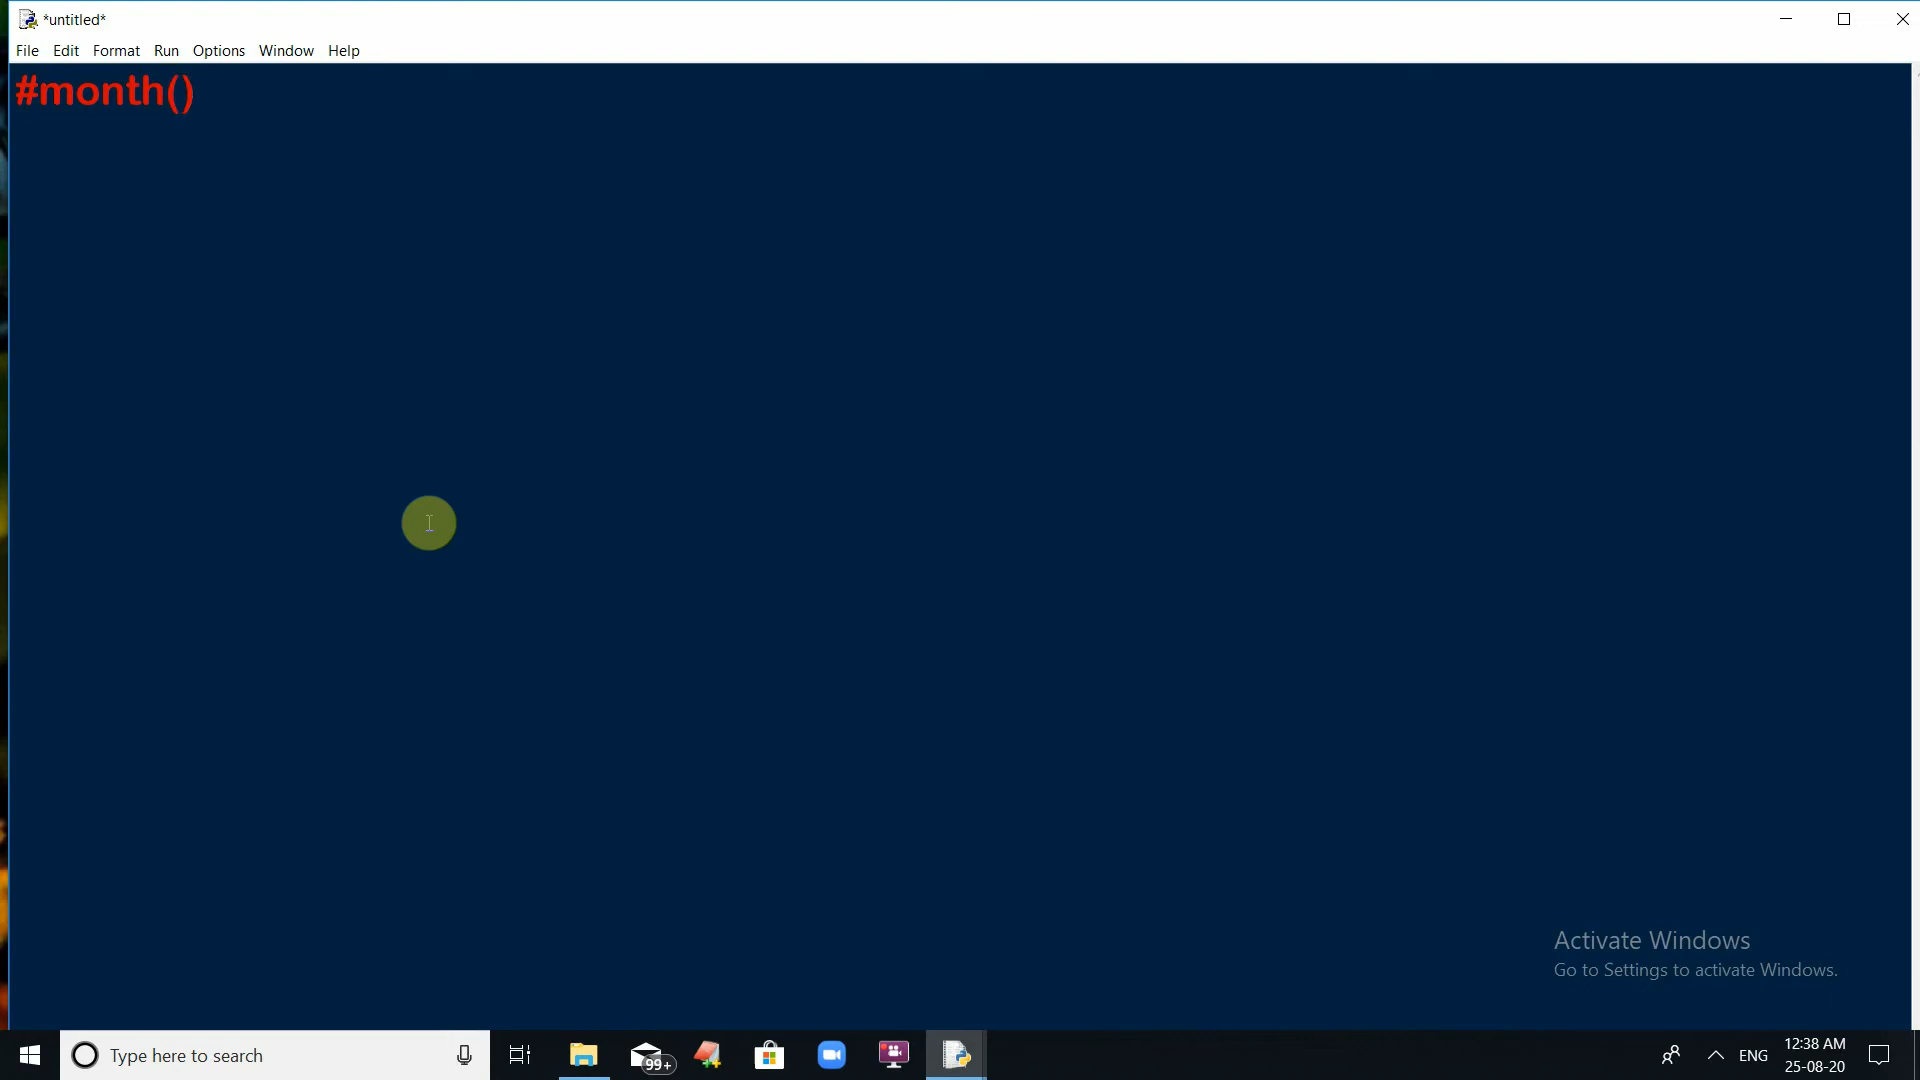 *untitled*
File Edit Format Run Options Window Help
#month()
Activate Windows
Go to Settings to activate Windows.
Type here to search
99+
ENG
12:38 AM
25-08-20